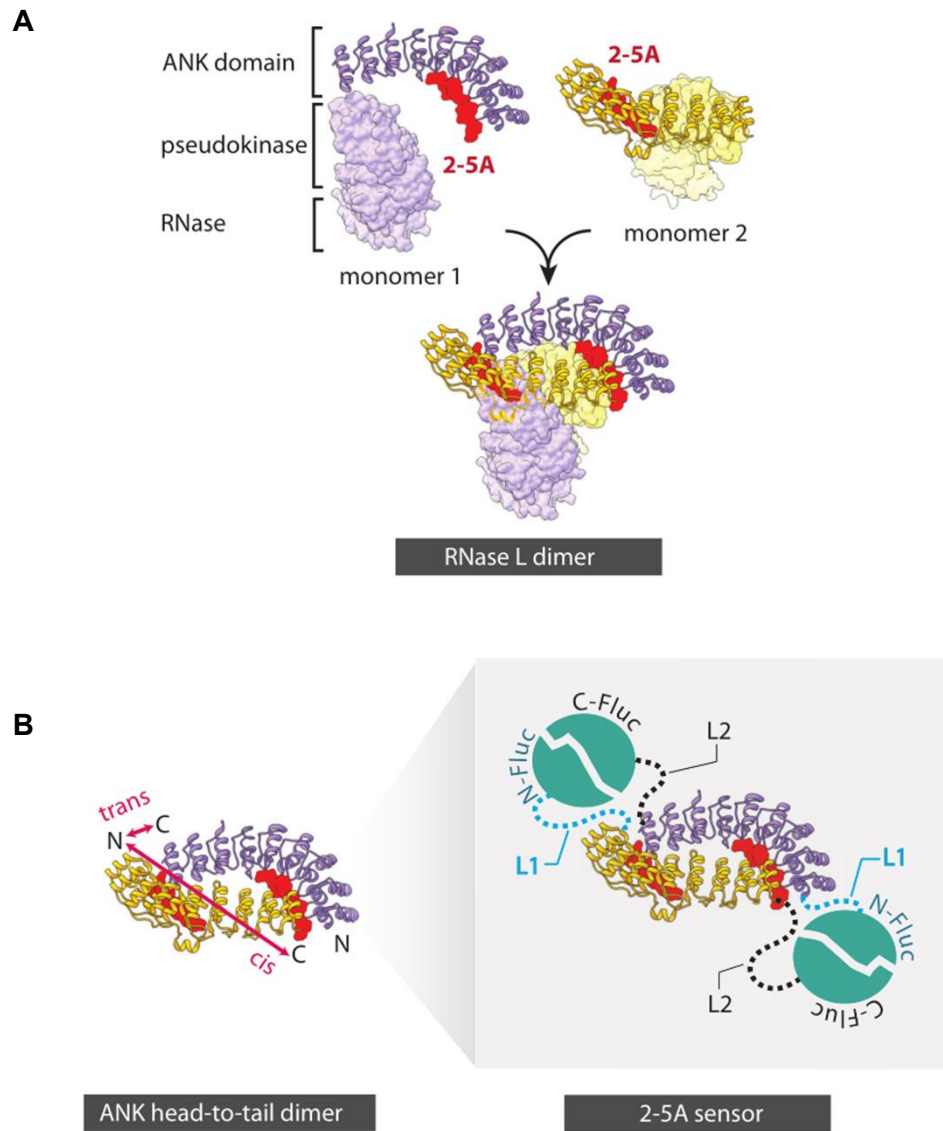 A
ANK domain
pseudokinase
RNase
2-5A
monomer 1
2-5A
monomer 2
RNase L dimer
B
trans
N
C
cis
C
N
ANK head-to-tail dimer
C-Fluc
N-Fluc
L2
L1
L1
N-Fluc
L2
C-Fluc
2-5A sensor